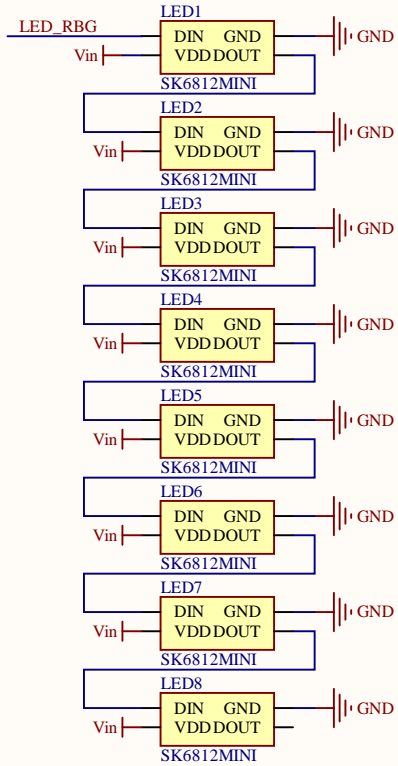 LED1
LED_RBG
DIN GND
GND
Vin
VDD DOUT
SK6812MINI
LED2
DIN GND
GND
Vin
VDD DOUT
SK6812MINI
LED3
DIN GND
GND
Vin
VDD DOUT
SK6812MINI
LED4
DIN GND
GND
Vin
VDD DOUT
SK6812MINI
LED5
DIN GND
GND
Vin
VDD DOUT
SK6812MINI
LED6
DIN GND
GND
Vin
VDD DOUT
SK6812MINI
LED7
DIN GND
GND
Vin
VDD DOUT
SK6812MINI
LED8
DIN GND
GND
Vin
VDD DOUT
SK6812MINI